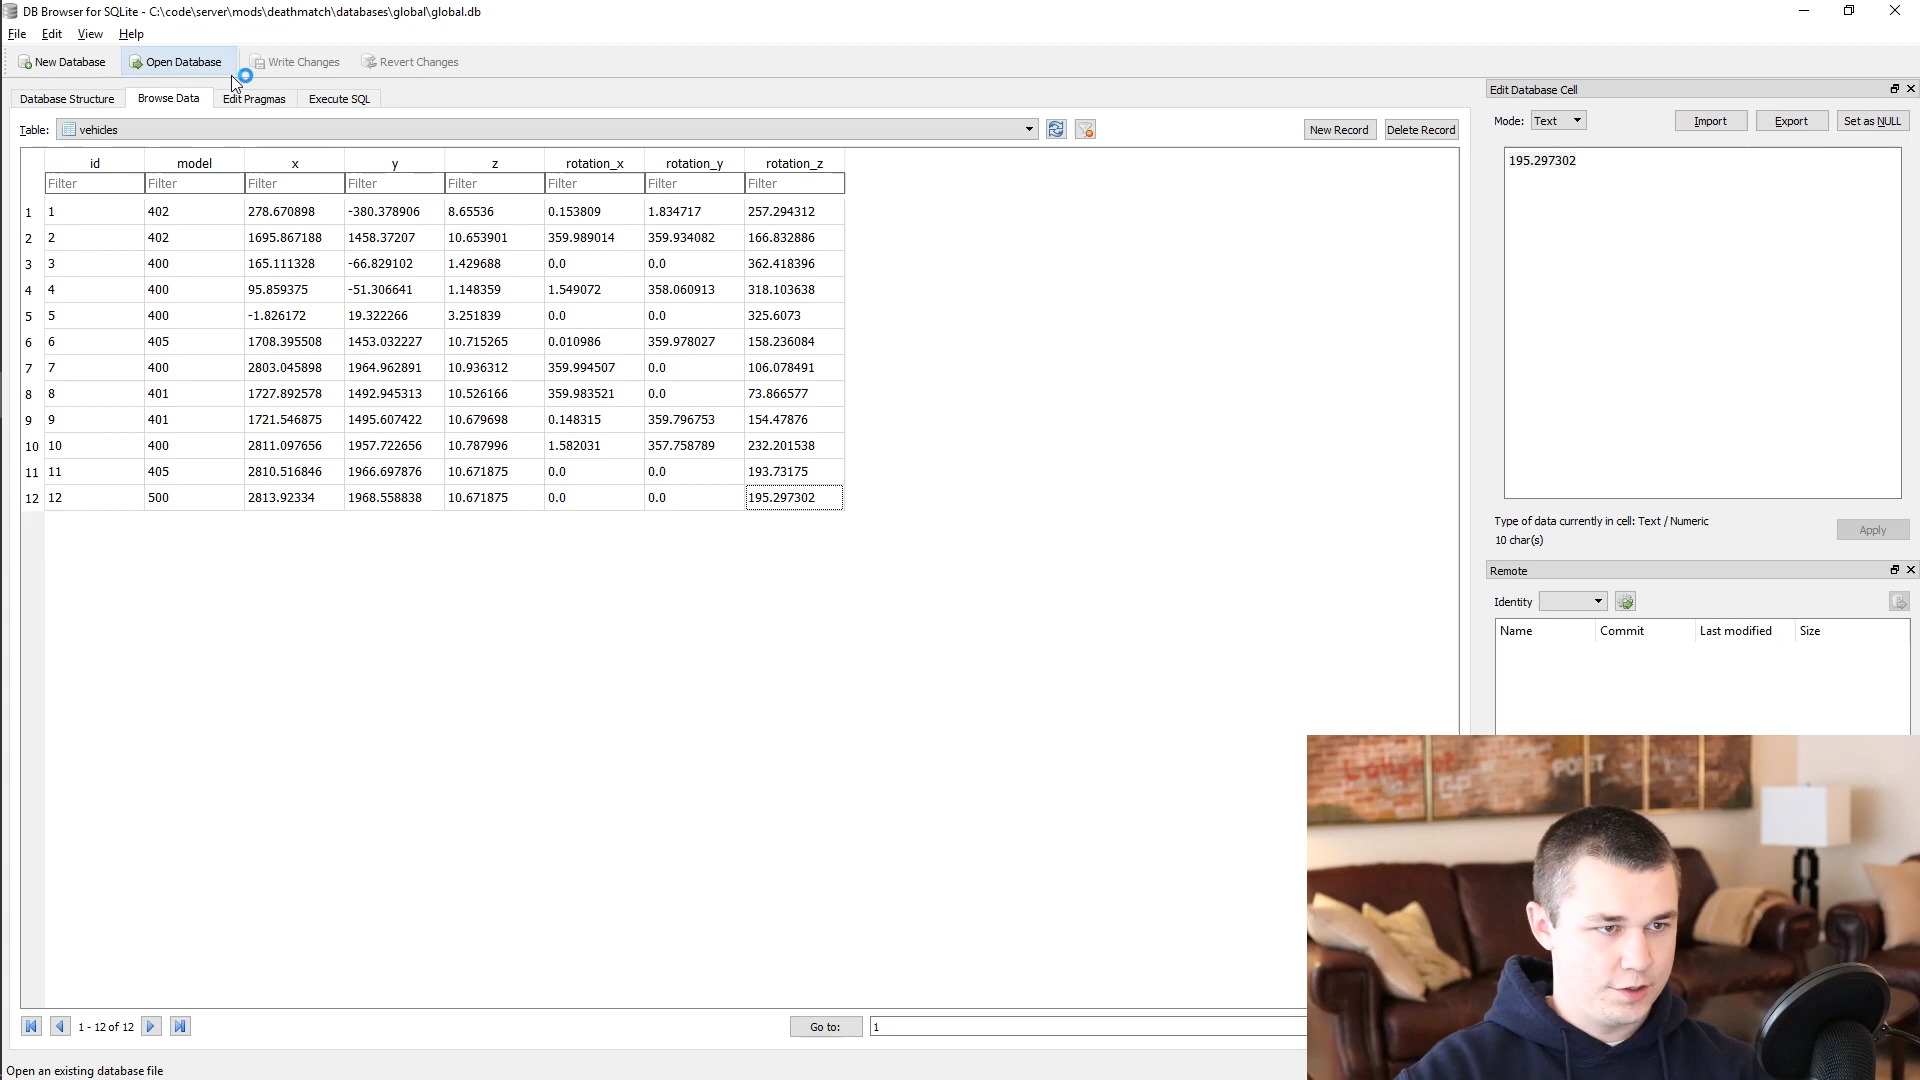 DB Browser for SQLite - C:\code\server\mods\deathmatch\databases\global\global.db
File Edit View Help
New Database Open Database Write Changes Revert Changes
Database Structure Browse Data Edit Pragmas Execute SQL
Table: vehicles New Record Delete Record
id model x y z rotation_x rotation_y rotation_z
Filter Filter Filter Filter Filter Filter Filter Filter
1 1 402 278.670898 -380.378906 8.65536 0.153809 1.834717 257.294312
2 2 402 1695.867188 1458.37207 10.653901 359.989014 359.934082 166.832886
3 3 400 165.111328 -66.829102 1.429688 0.0 0.0 362.418396
4 4 400 95.859375 -51.306641 1.148359 1.549072 358.060913 318.103638
5 5 400 -1.826172 19.322266 3.251839 0.0 0.0 325.6073
6 6 405 1708.395508 1453.032227 10.715265 0.010986 359.978027 158.236084
7 7 400 2803.045898 1964.962891 10.936312 359.994507 0.0 106.078491
8 8 401 1727.892578 1492.945313 10.526166 359.983521 0.0 73.866577
9 9 401 1721.546875 1495.607422 10.679698 0.148315 359.796753 154.47876
10 10 400 2811.097656 1957.722656 10.787996 1.582031 357.758789 232.201538
11 11 405 2810.516846 1966.697876 10.671875 0.0 0.0 193.73175
12 12 500 2813.92334 1968.558838 10.671875 0.0 0.0 195.297302
1 - 12 of 12 Go to: 1
Open an existing database file
Edit Database Cell
Mode: Text Import Export Set as NULL
195.297302
Type of data currently in cell: Text / Numeric
10 char(s)
Apply
Remote
Identity
Name Commit Last modified Size